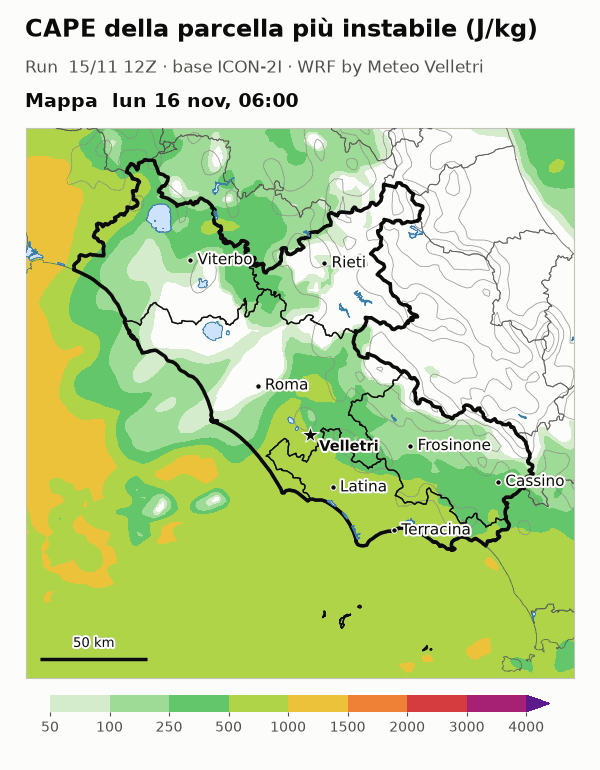 CAPE della parcella più instabile (J/kg)
Run 15/11 12Z · base ICON-2I · WRF by Meteo Velletri
Mappa lun 16 nov, 06:00
Viterbo
Rieti
Roma
Velletri
Frosinone
Cassino
Latina
Terracina
50 km
50 100 250 500 1000 1500 2000 3000 4000